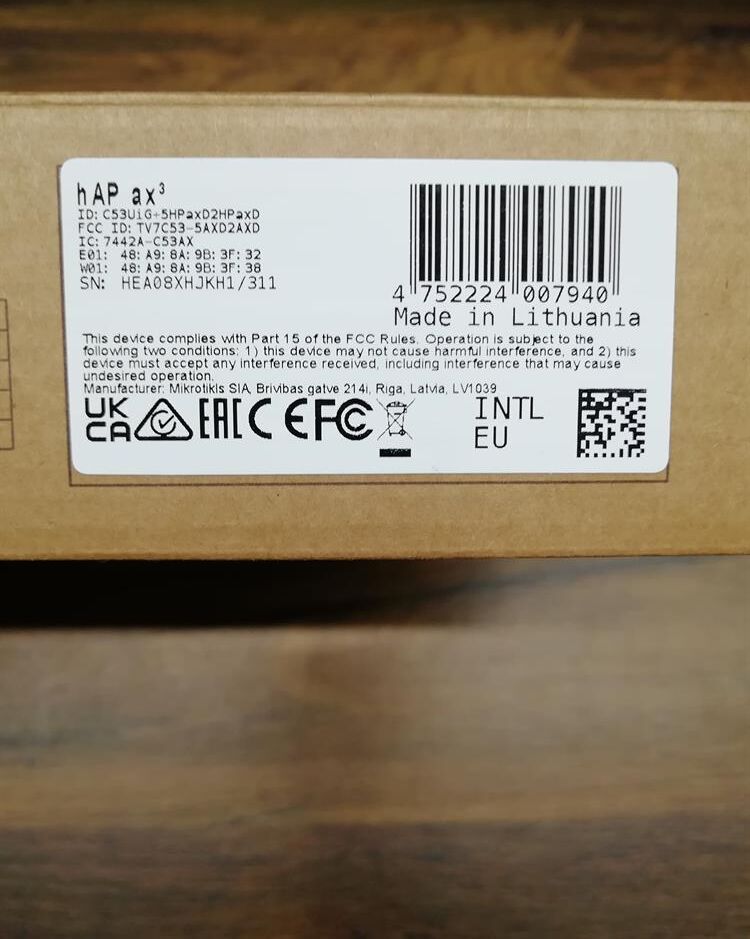 hAP ax³
ID: C53UiG+5HPaxD2HPaxD
FCC ID: TV7C53-5AXD2AXD
IC: 7442A-C53AX
E01: 48: A9: 8A: 9B: 3F: 32
W01: 48: A9: 8A: 9B: 3F: 38
SN: HEA08XHJKH1/311
4 752224 007940
Made in Lithuania
This device complies with Part 15 of the FCC Rules. Operation is subject to the
following two conditions: 1) this device may not cause harmful interference, and 2) this
device must accept any interference received, including interference that may cause
undesired operation.
Manufacturer: Mikrotikls SIA, Brivibas gatve 214i, Riga, Latvia, LV1039
UK
CA
EAC CE FC
INTL
EU